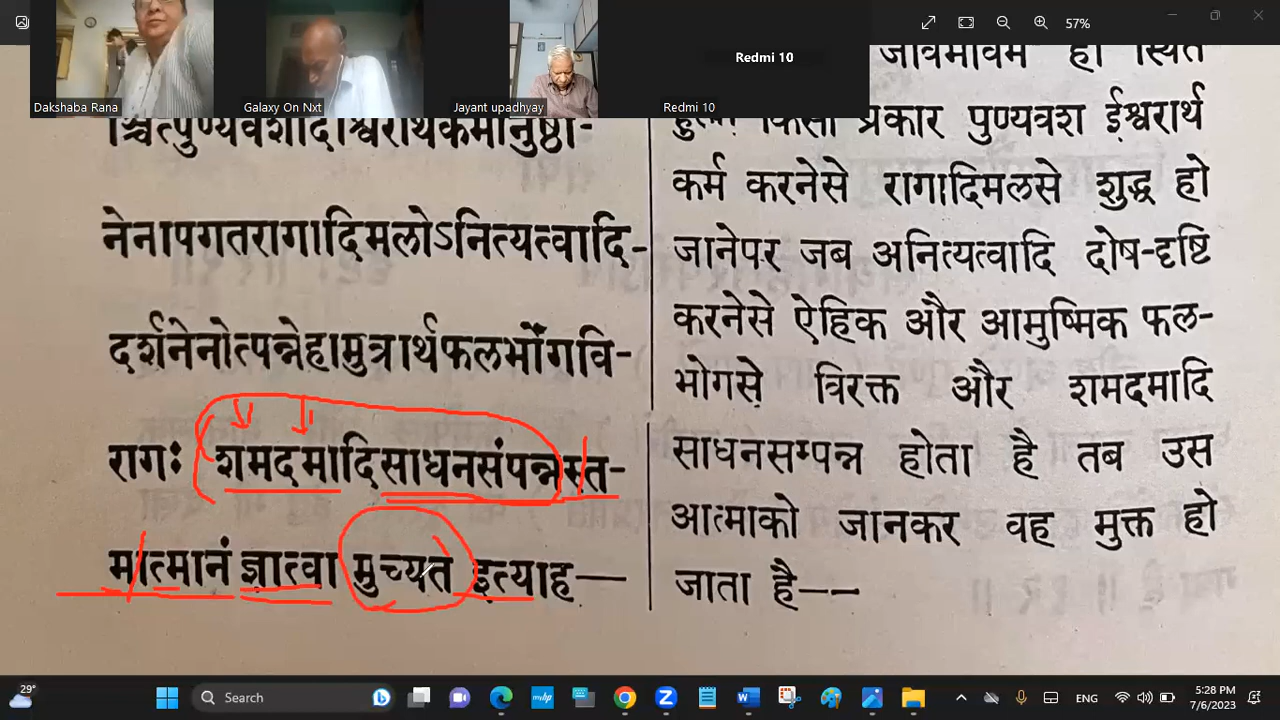 57%
Redmi 10
Dakshaba Rana
Galaxy On Nxt
Jayant upadhyay
Redmi 10
श्चित्पुण्यवशादीश्वरार्थकर्मानुष्ठा-
नेनापगतरागादिमलोऽनित्यत्वादि-
दर्शनेनोत्पन्नेहामुत्रार्थफलभोगवि-
रागः शमदमादिसाधनसंपन्नस्त-
मात्मानं ज्ञात्वा मुच्यत इत्याह—
स्थित
किसी प्रकार पुण्यवश ईश्वरार्थ
कर्म करनेसे रागादिमलसे शुद्ध हो
जानेपर जब अनित्यत्वादि दोष-दृष्टि
करनेसे ऐहिक और आमुष्मिक फल-
भोगसे विरक्त और शमदमादि
साधनसम्पन्न होता है तब उस
आत्माको जानकर वह मुक्त हो
जाता है——
29°
Search
ENG
5:28 PM
7/6/2023